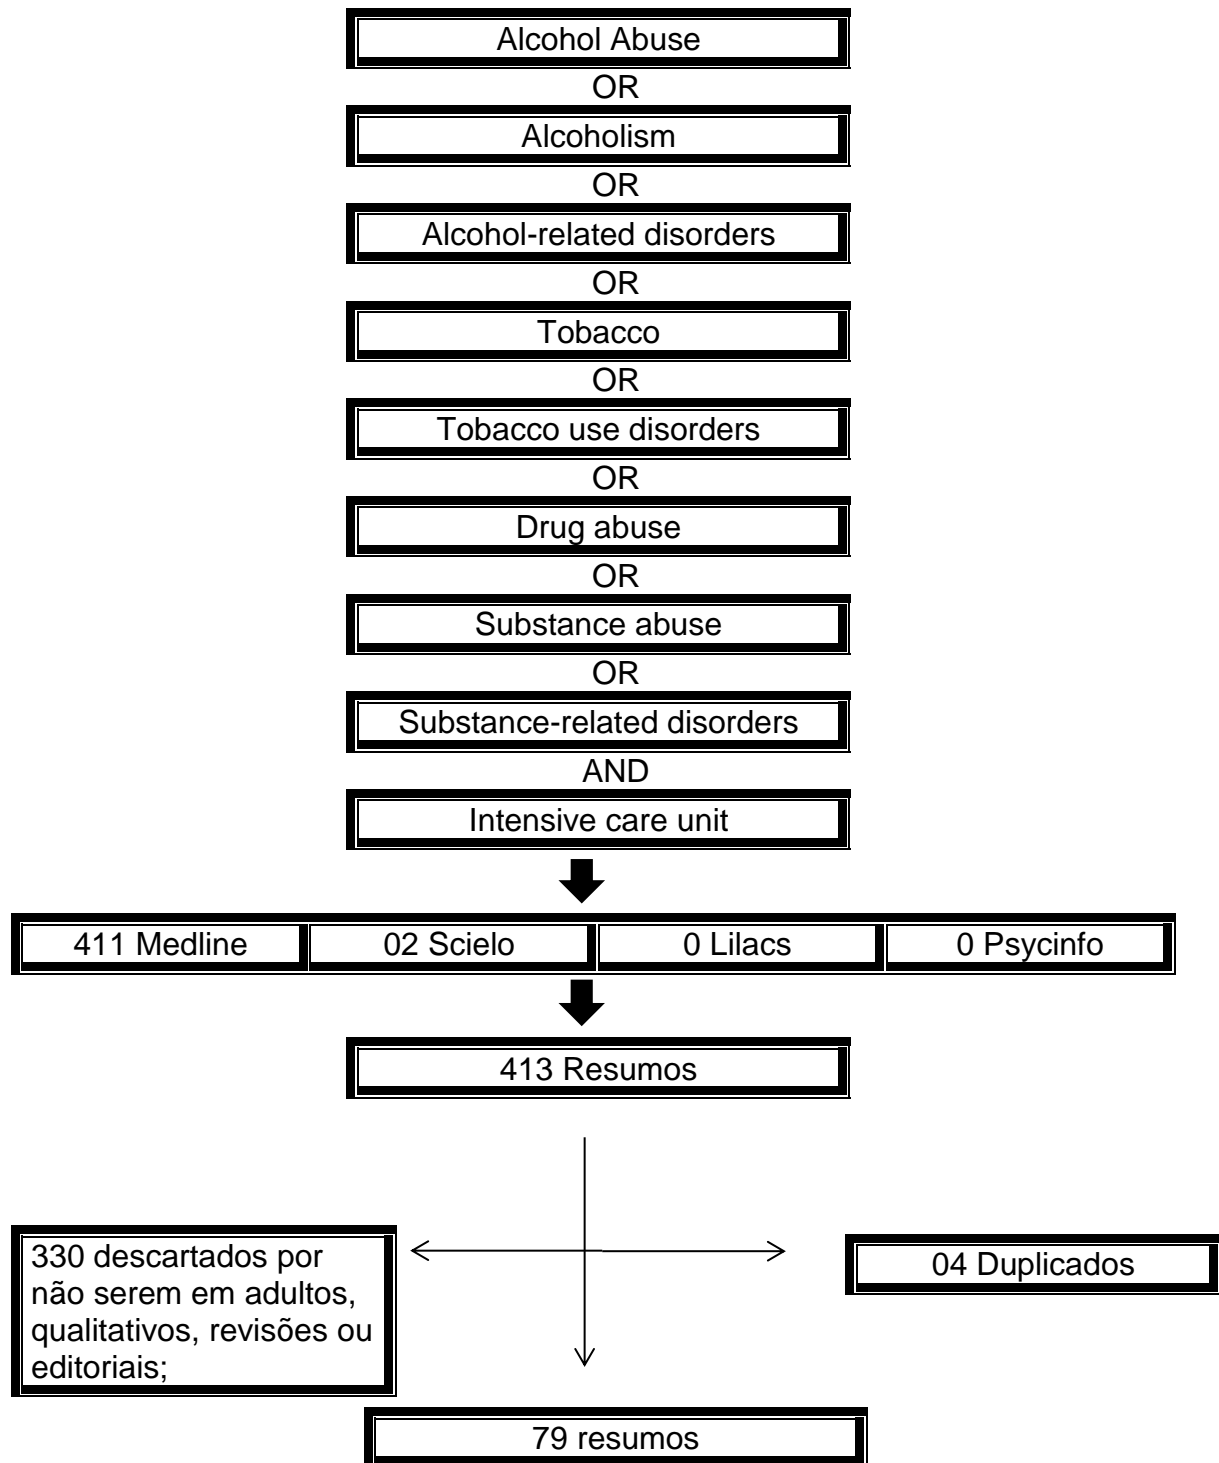 Alcohol Abuse
OR
Alcoholism
OR
Alcohol-related disorders
OR
Tobacco
OR
Tobacco use disorders
OR
Drug abuse
OR
Substance abuse
OR
Substance-related disorders
AND
Intensive care unit
411 Medline
02 Scielo
0 Lilacs
0 Psycinfo
413 Resumos
330 descartados por
não serem em adultos,
qualitativos, revisões ou
editoriais;
04 Duplicados
79 resumos